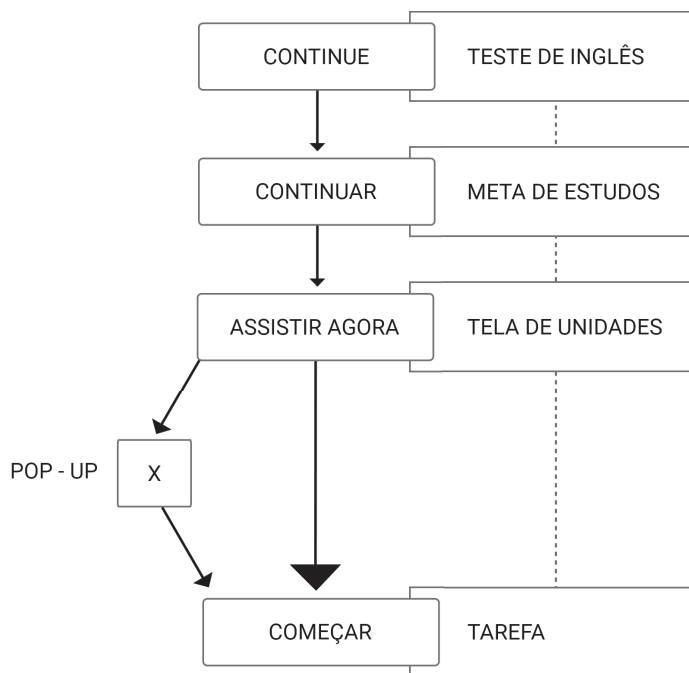 CONTINUE
TESTE DE INGLÊS
CONTINUAR
META DE ESTUDOS
ASSISTIR AGORA
TELA DE UNIDADES
POP - UP
X
COMEÇAR
TAREFA